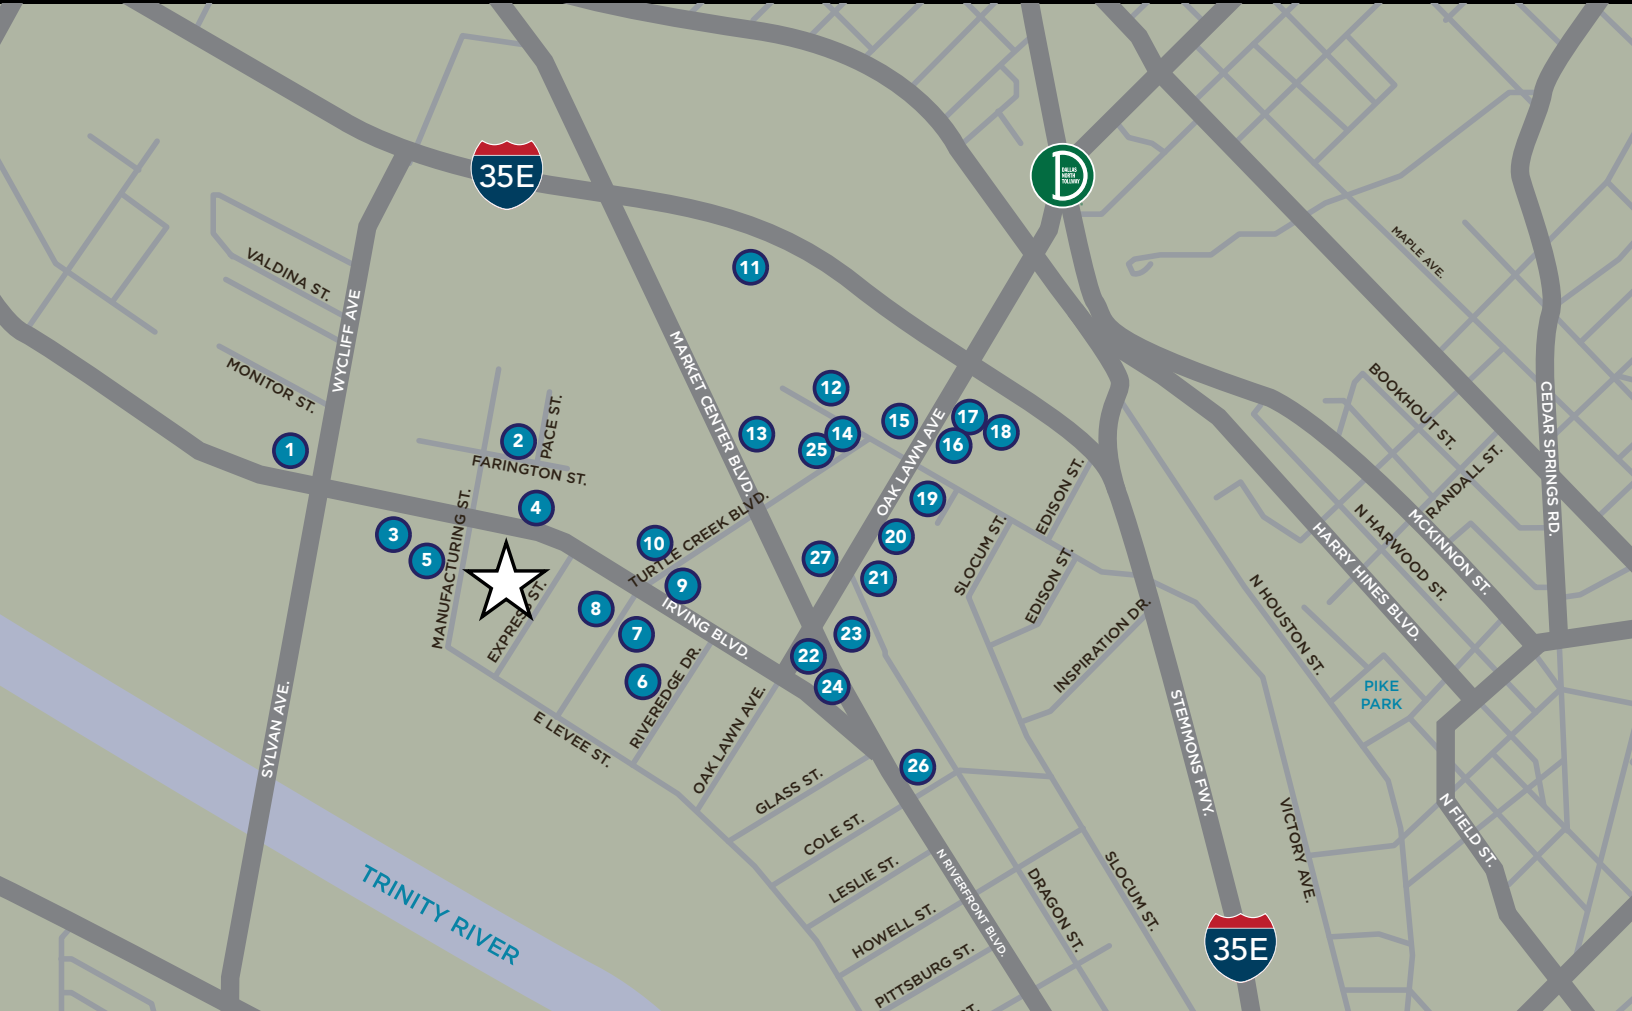 35E
DALLAS
NORTH
TOLLWAY
MAPLE AVE.
VALDINA ST.
11
WYCLIFF AVE
MARKET CENTER BLVD.
MONITOR ST.
12
BOOKHOUT ST.
CEDAR SPRINGS RD.
PACE ST.
13
14
15
17
18
16
25
OAK LAWN AVE
1
2
FARINGTON ST.
RANDALL ST.
EDISON ST.
4
19
TURTLE CREEK BLVD.
MCKINNON ST.
N HARWOOD ST.
HARRY HINES BLVD.
3
5
MANUFACTURING ST.
10
20
27
21
SLOCUM ST.
EDISON ST.
9
8
7
EXPRESS ST.
IRVING BLVD.
23
22
24
6
RIVEREDGE DR.
INSPIRATION DR.
N HOUSTON ST.
PIKE
PARK
SYLVAN AVE.
E LEVEE ST.
OAK LAWN AVE.
STEMMONS FWY.
26
GLASS ST.
COLE ST.
LESLIE ST.
HOWELL ST.
PITTSBURG ST.
ST.
N RIVERFRONT BLVD.
DRAGON ST.
SLOCUM ST.
VICTORY AVE.
N FIELD ST.
TRINITY RIVER
35E